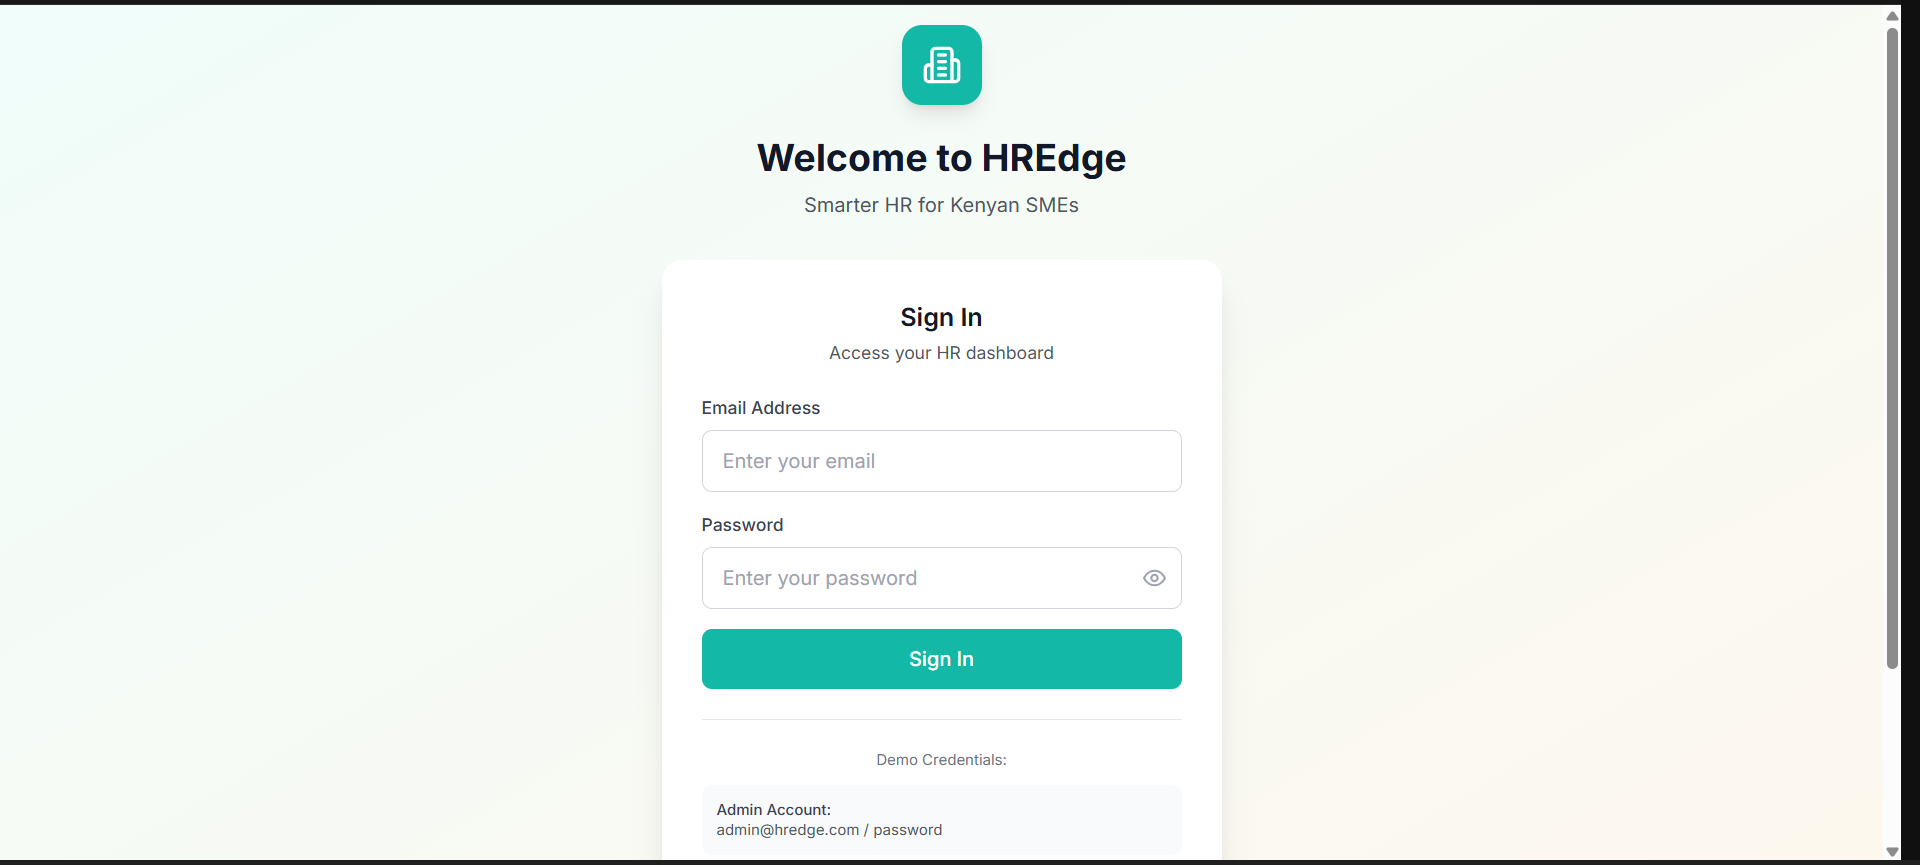 Welcome to HREdge
Smarter HR for Kenyan SMEs
Sign In
Access your HR dashboard
Email Address
Enter your email
Password
Enter your password
Sign In
Demo Credentials:
Admin Account:
admin@hredge.com / password